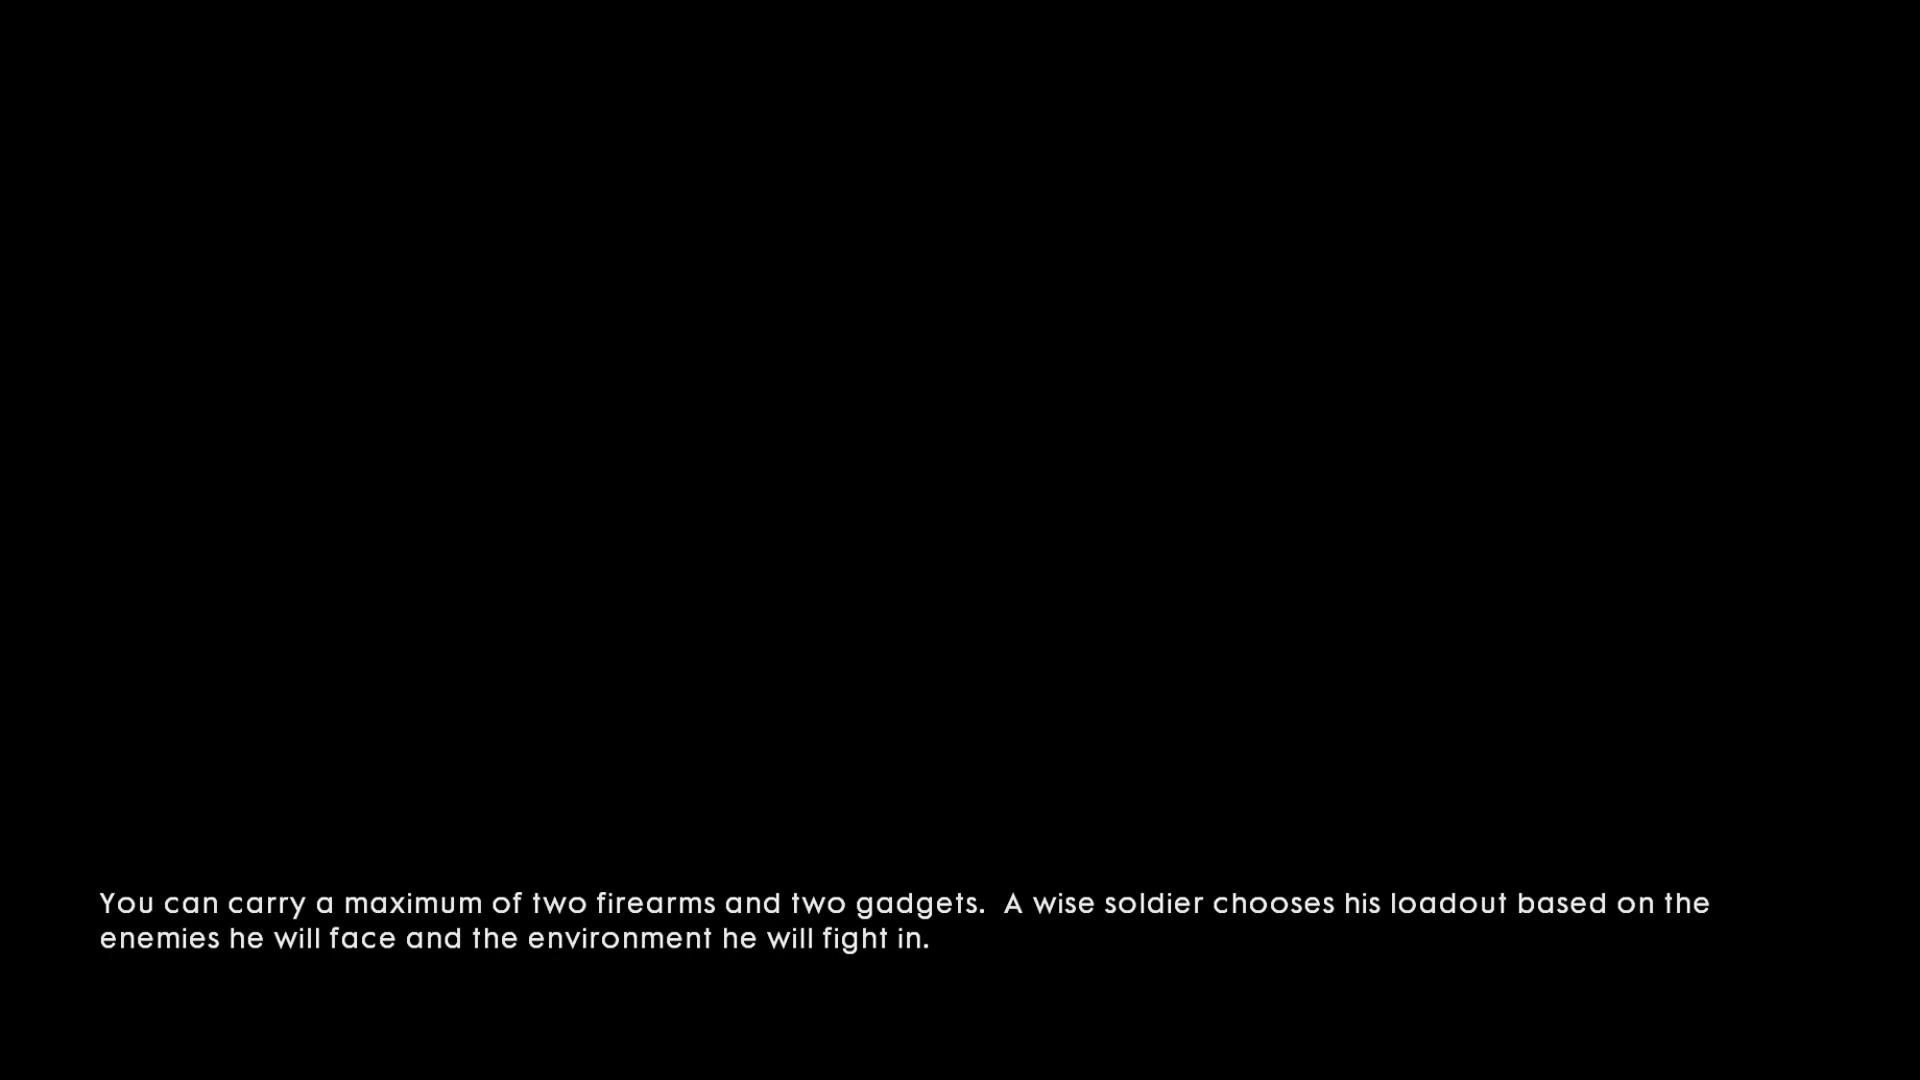 You can carry a maximum of two firearms and two gadgets.  A wise soldier chooses his loadout based on the
enemies he will face and the environment he will fight in.